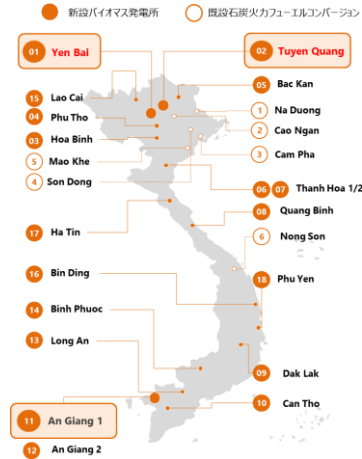 新設バイオマス発電所 既設石炭火力フューエルコンバージョン
01 Yen Bai
02 Tuyen Quang
05 Bac Kan
15 Lao Cai
1 Na Duong
04 Phu Tho
2 Cao Ngan
03 Hoa Binh
3 Cam Pha
5 Mao Khe
4 Son Dong
06 07 Thanh Hoa 1/2
08 Quang Binh
17 Ha Tin
6 Nong Son
16 Bin Ding
18 Phu Yen
14 Binh Phuoc
13 Long An
09 Dak Lak
10 Can Tho
11 An Giang 1
12 An Giang 2